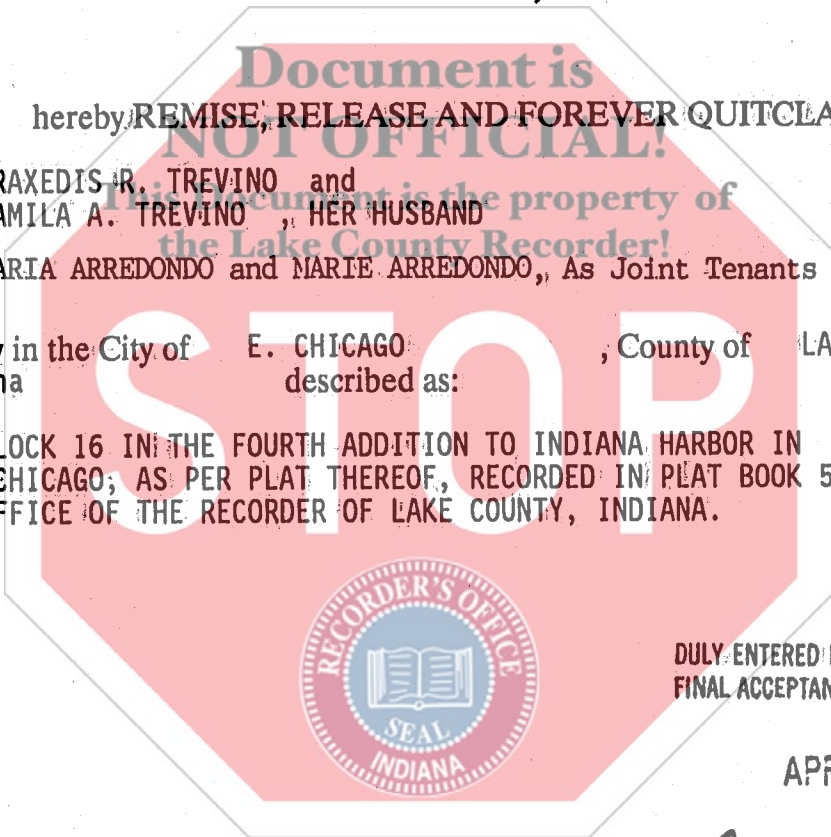 Document is
hereby REMISE, RELEASE AND FOREVER QUITCLA
NOT OFFICIAL!
RAXEDIS R. TREVINO and
This Document is the property of
AMILA A. TREVINO , HER HUSBAND
the Lake County Recorder!
ARIA ARREDONDO and MARIE ARREDONDO, As Joint Tenants
STOP
in the City of E. CHICAGO , County of LA
na described as:
LOCK 16 IN THE FOURTH ADDITION TO INDIANA HARBOR IN
CHICAGO, AS PER PLAT THEREOF, RECORDED IN PLAT BOOK 5
FFICE OF THE RECORDER OF LAKE COUNTY, INDIANA.
RECORDER'S OFFICE
SEAL
INDIANA
DULY ENTERED
FINAL ACCEPTAN
APR